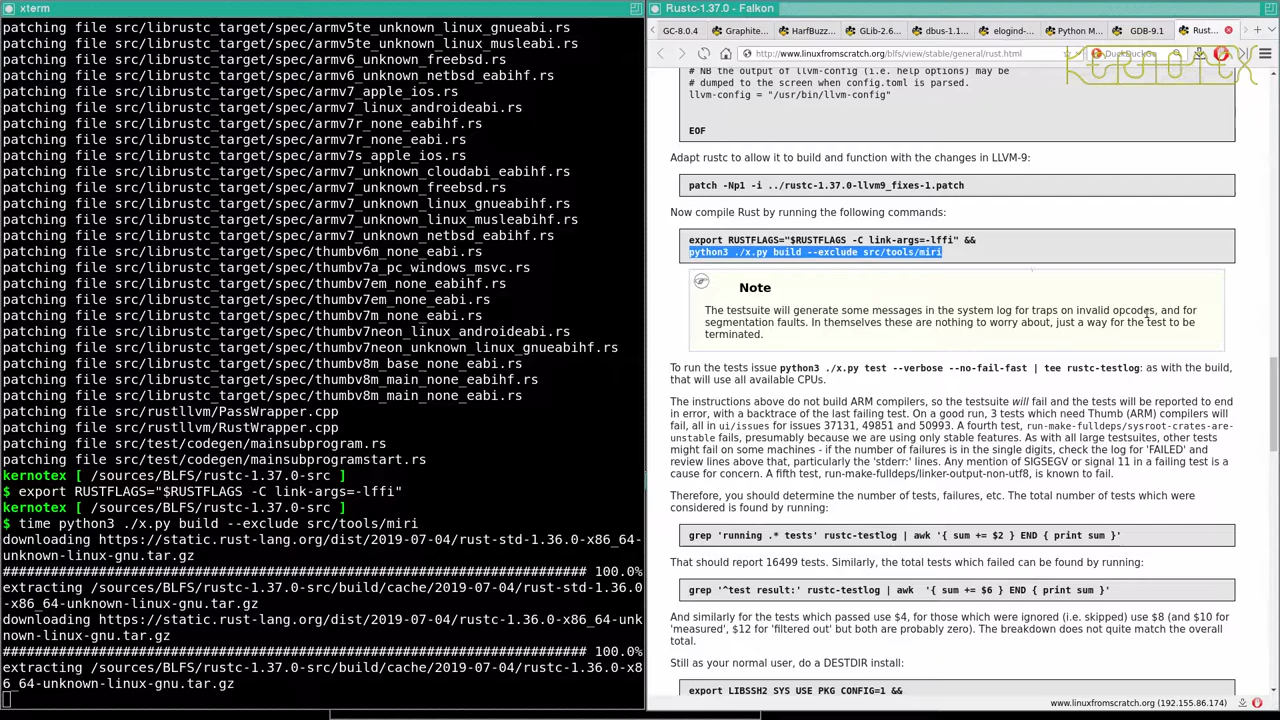 xterm
patching file src/librustc_target/spec/armv5te_unknown_linux_gnueabi.rs
patching file src/librustc_target/spec/armv5te_unknown_linux_musleabi.rs
patching file src/librustc_target/spec/armv6_unknown_freebsd.rs
patching file src/librustc_target/spec/armv6_unknown_netbsd_eabihf.rs
patching file src/librustc_target/spec/armv7_apple_ios.rs
patching file src/librustc_target/spec/armv7_linux_androideabi.rs
patching file src/librustc_target/spec/armv7r_none_eabihf.rs
patching file src/librustc_target/spec/armv7r_none_eabi.rs
patching file src/librustc_target/spec/armv7s_apple_ios.rs
patching file src/librustc_target/spec/armv7_unknown_cloudabi_eabihf.rs
patching file src/librustc_target/spec/armv7_unknown_freebsd.rs
patching file src/librustc_target/spec/armv7_unknown_linux_gnueabihf.rs
patching file src/librustc_target/spec/armv7_unknown_linux_musleabihf.rs
patching file src/librustc_target/spec/armv7_unknown_netbsd_eabihf.rs
patching file src/librustc_target/spec/thumbv6m_none_eabi.rs
patching file src/librustc_target/spec/thumbv7a_pc_windows_msvc.rs
patching file src/librustc_target/spec/thumbv7em_none_eabihf.rs
patching file src/librustc_target/spec/thumbv7em_none_eabi.rs
patching file src/librustc_target/spec/thumbv7m_none_eabi.rs
patching file src/librustc_target/spec/thumbv7neon_linux_androideabi.rs
patching file src/librustc_target/spec/thumbv7neon_unknown_linux_gnueabihf.rs
patching file src/librustc_target/spec/thumbv8m_base_none_eabi.rs
patching file src/librustc_target/spec/thumbv8m_main_none_eabihf.rs
patching file src/librustc_target/spec/thumbv8m_main_none_eabi.rs
patching file src/rustllvm/PassWrapper.cpp
patching file src/rustllvm/RustWrapper.cpp
patching file src/test/codegen/mainsubprogram.rs
patching file src/test/codegen/mainsubprogramstart.rs
kernotex [ /sources/BLFS/rustc-1.37.0-src ]
$ export RUSTFLAGS="$RUSTFLAGS -C link-args=-lffi"
kernotex [ /sources/BLFS/rustc-1.37.0-src ]
$ time python3 ./x.py build --exclude src/tools/miri
downloading https://static.rust-lang.org/dist/2019-07-04/rust-std-1.36.0-x86_64-
unknown-linux-gnu.tar.gz
######################################################################## 100.0%
extracting /sources/BLFS/rustc-1.37.0-src/build/cache/2019-07-04/rust-std-1.36.0
-x86_64-unknown-linux-gnu.tar.gz
downloading https://static.rust-lang.org/dist/2019-07-04/rustc-1.36.0-x86_64-unk
nown-linux-gnu.tar.gz
######################################################################## 100.0%
extracting /sources/BLFS/rustc-1.37.0-src/build/cache/2019-07-04/rustc-1.36.0-x8
6_64-unknown-linux-gnu.tar.gz
Rustc-1.37.0 - Falkon
GC-8.0.4 Graphite... HarfBuzz... GLib-2.6... dbus-1.1... elogind-... Python M... GDB-9.1 Rust...
http://www.linuxfromscratch.org/blfs/view/stable/general/rust.html
DuckDuckGo
KERNOTEX
# NB the output of llvm-config (i.e. help options) may be
# dumped to the screen when config.toml is parsed.
llvm-config = "/usr/bin/llvm-config"
EOF
Adapt rustc to allow it to build and function with the changes in LLVM-9:
patch -Np1 -i ../rustc-1.37.0-llvm9_fixes-1.patch
Now compile Rust by running the following commands:
export RUSTFLAGS="$RUSTFLAGS -C link-args=-lffi" &&
python3 ./x.py build --exclude src/tools/miri
Note
The testsuite will generate some messages in the system log for traps on invalid opcodes, and for
segmentation faults. In themselves these are nothing to worry about, just a way for the test to be
terminated.
To run the tests issue python3 ./x.py test --verbose --no-fail-fast | tee rustc-testlog: as with the build,
that will use all available CPUs.
The instructions above do not build ARM compilers, so the testsuite will fail and the tests will be reported to end
in error, with a backtrace of the last failing test. On a good run, 3 tests which need Thumb (ARM) compilers will
fail, all in ui/issues for issues 37131, 49851 and 50993. A fourth test, run-make-fulldeps/sysroot-crates-are-
unstable fails, presumably because we are using only stable features. As with all large testsuites, other tests
might fail on some machines - if the number of failures is in the single digits, check the log for 'FAILED' and
review lines above that, particularly the 'stderr:' lines. Any mention of SIGSEGV or signal 11 in a failing test is a
cause for concern. A fifth test, run-make-fulldeps/linker-output-non-utf8, is known to fail.
Therefore, you should determine the number of tests, failures, etc. The total number of tests which were
considered is found by running:
grep 'running .* tests' rustc-testlog | awk '{ sum += $2 } END { print sum }'
That should report 16499 tests. Similarly, the total tests which failed can be found by running:
grep '^test result:' rustc-testlog | awk  '{ sum += $6 } END { print sum }'
And similarly for the tests which passed use $4, for those which were ignored (i.e. skipped) use $8 (and $10 for
'measured', $12 for 'filtered out' but both are probably zero). The breakdown does not quite match the overall
total.
Still as your normal user, do a DESTDIR install:
export LIBSSH2_SYS_USE_PKG_CONFIG=1 &&
www.linuxfromscratch.org (192.155.86.174)